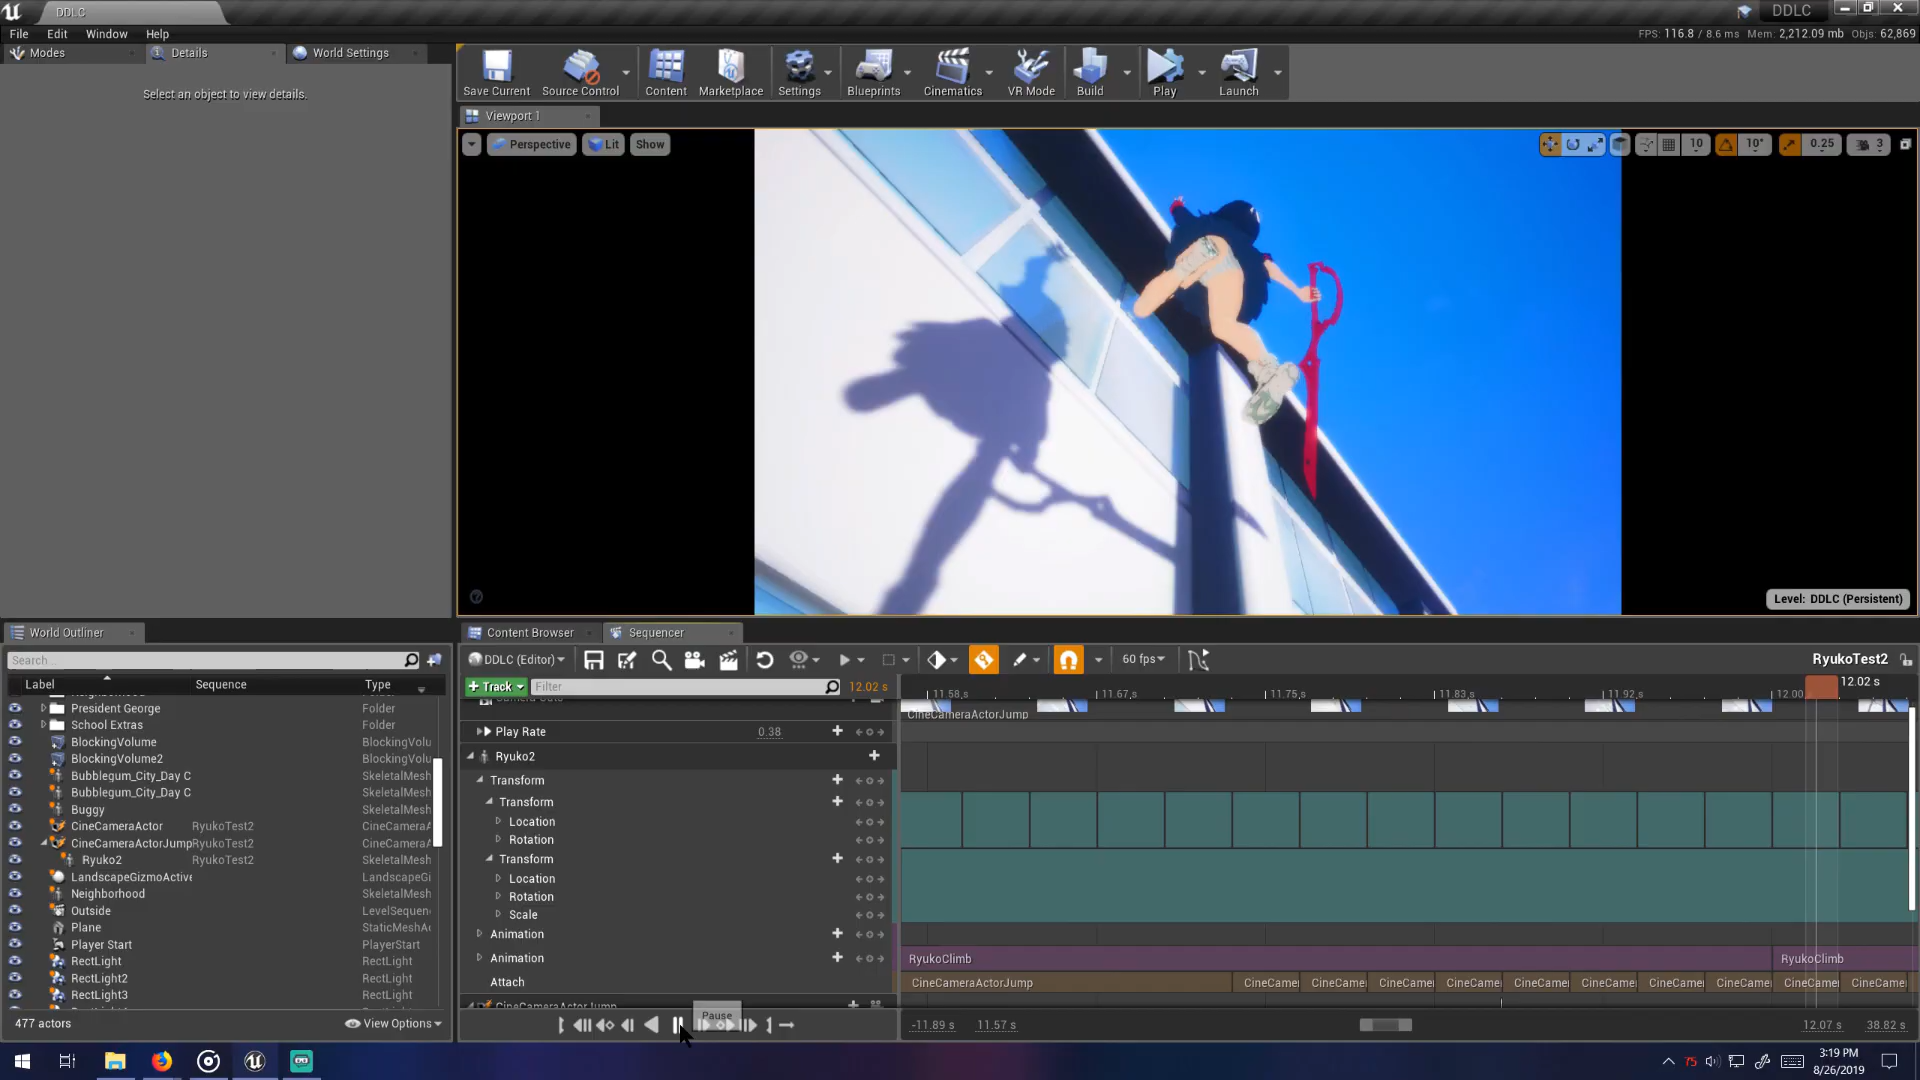 DDLC
DDLC
File Edit Window Help
FPS: 116.8 / 8.6 ms Mem: 2,212.09 mb Objs: 62,869
Modes
Details
World Settings
Select an object to view details.
Save Current
Source Control
Content
Marketplace
Settings
Blueprints
Cinematics
VR Mode
Build
Play
Launch
Viewport 1
Perspective
Lit
Show
10
10°
0.25
3
Level: DDLC (Persistent)
World Outliner
Search...
Label Sequence Type
President George Folder
School Extras Folder
BlockingVolume BlockingVolu
BlockingVolume2 BlockingVolu
Bubblegum_City_Day C SkeletalMesh
Bubblegum_City_Day C SkeletalMesh
Buggy SkeletalMesh
CineCameraActor RyukoTest2 CineCameraA
CineCameraActorJump RyukoTest2 CineCameraA
Ryuko2 RyukoTest2 SkeletalMesh
LandscapeGizmoActive LandscapeGi
Neighborhood SkeletalMesh
Outside LevelSequen
Plane StaticMeshA
Player Start PlayerStart
RectLight RectLight
RectLight2 RectLight
RectLight3 RectLight
477 actors
View Options
Content Browser
Sequencer
DDLC (Editor)
60 fps
RyukoTest2
Track
Filter
12.02 s
11.58 s 11.67 s 11.75 s 11.83 s 11.92 s 12.00 12.02 s
CineCameraActorJump
Play Rate 0.38
Ryuko2
Transform
Transform
Location
Rotation
Transform
Location
Rotation
Scale
Animation
Animation
RyukoClimb RyukoClimb
Attach
CineCameraActorJump CineCame CineCame CineCame CineCame CineCame CineCame CineCame CineCame CineCame CineCame
CineCameraActorJump
Pause
-11.89 s 11.57 s 12.07 s 38.82 s
75
3:19 PM
8/26/2019